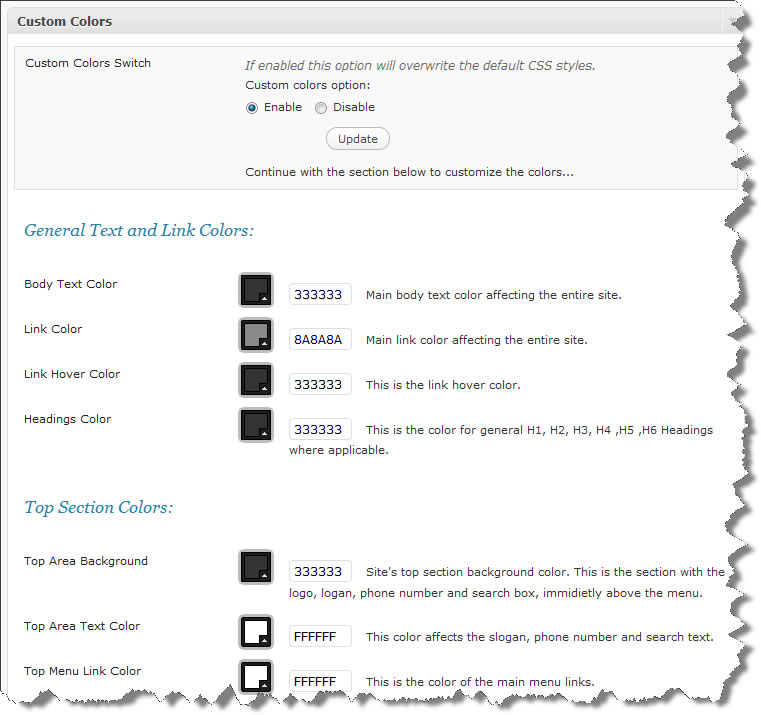 Custom Colors
Custom Colors Switch
If enabled this option will overwrite the default CSS styles.
Custom colors option:
Enable Disable
Update
Continue with the section below to customize the colors...
General Text and Link Colors:
Body Text Color 333333 Main body text color affecting the entire site.
Link Color 8A8A8A Main link color affecting the entire site.
Link Hover Color 333333 This is the link hover color.
Headings Color 333333 This is the color for general H1, H2, H3, H4 ,H5 ,H6 Headings
where applicable.
Top Section Colors:
Top Area Background 333333 Site's top section background color. This is the section with the
logo, logan, phone number and search box, immidietly above the menu.
Top Area Text Color FFFFFF This color affects the slogan, phone number and search text.
Top Menu Link Color FFFFFF This is the color of the main menu links.